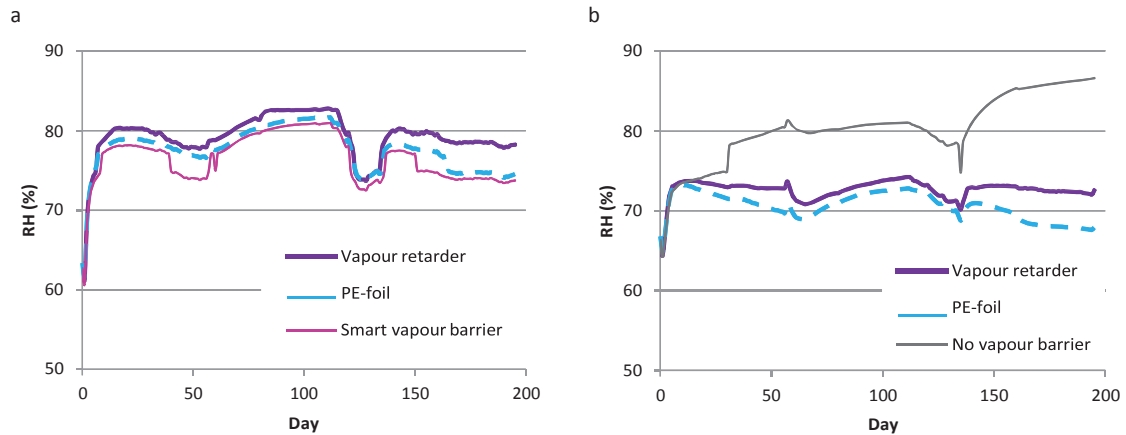 a
90
80
70
60
50
RH (%)
0
50
100
150
200
Day
Vapour retarder
PE-foil
Smart vapour barrier
b
90
80
70
60
50
RH (%)
0
50
100
150
200
Day
Vapour retarder
PE-foil
No vapour barrier